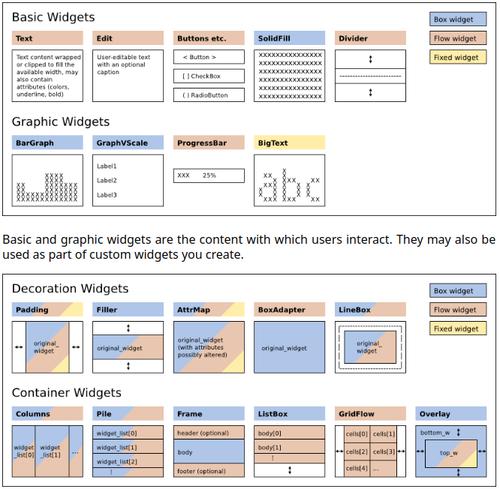 Basic Widgets
Box widget
Flow widget
Fixed widget
Text
Edit
Buttons etc.
SolidFill
Divider
Text content wrapped
or clipped to fill the
available width, may
also contain
attributes (colors,
underline, bold)
User-editable text
with an optional
caption
< Button >
[ ] CheckBox
( ) RadioButton
XXXXXXXXXXXXXXXX
XXXXXXXXXXXXXXXX
XXXXXXXXXXXXXXXX
XXXXXXXXXXXXXXXX
XXXXXXXXXXXXXXXX
XXXXXXXXXXXXXXXX
Graphic Widgets
BarGraph
GraphVScale
ProgressBar
BigText
Label1
Label2
Label3
XXX 25%
Basic and graphic widgets are the content with which users interact. They may also be
used as part of custom widgets you create.
Decoration Widgets
Box widget
Flow widget
Fixed widget
Padding
Filler
AttrMap
BoxAdapter
LineBox
original_
widget
original_widget
original_widget
(with attributes
possibly altered)
original_widget
original_
widget
Container Widgets
Columns
Pile
Frame
ListBox
GridFlow
Overlay
widget
_list[0]
widget
_list[1]
...
widget_list[0]
widget_list[1]
widget_list[2]
⋮
header (optional)
body
footer (optional)
body[0]
body[1]
⋮
cells[0] cells[1]
cells[2] cells[3]
cells[4] ...
bottom_w
top_w